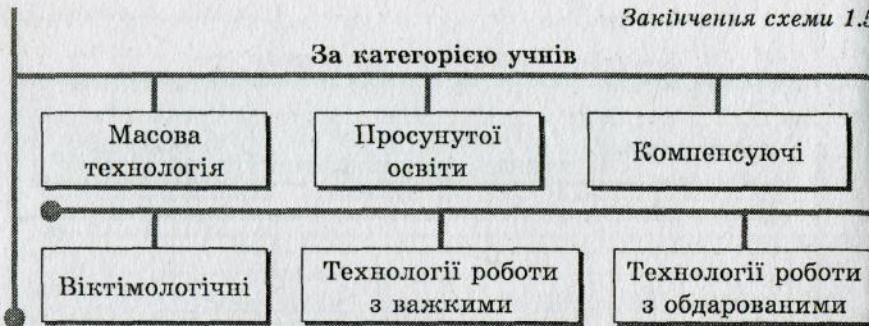 Закінчення схеми 1.5
За категорією учнів
Масова
технологія
Просунутої
освіти
Компенсуючі
Віктімологічні
Технології роботи
з важкими
Технології роботи
з обдарованими